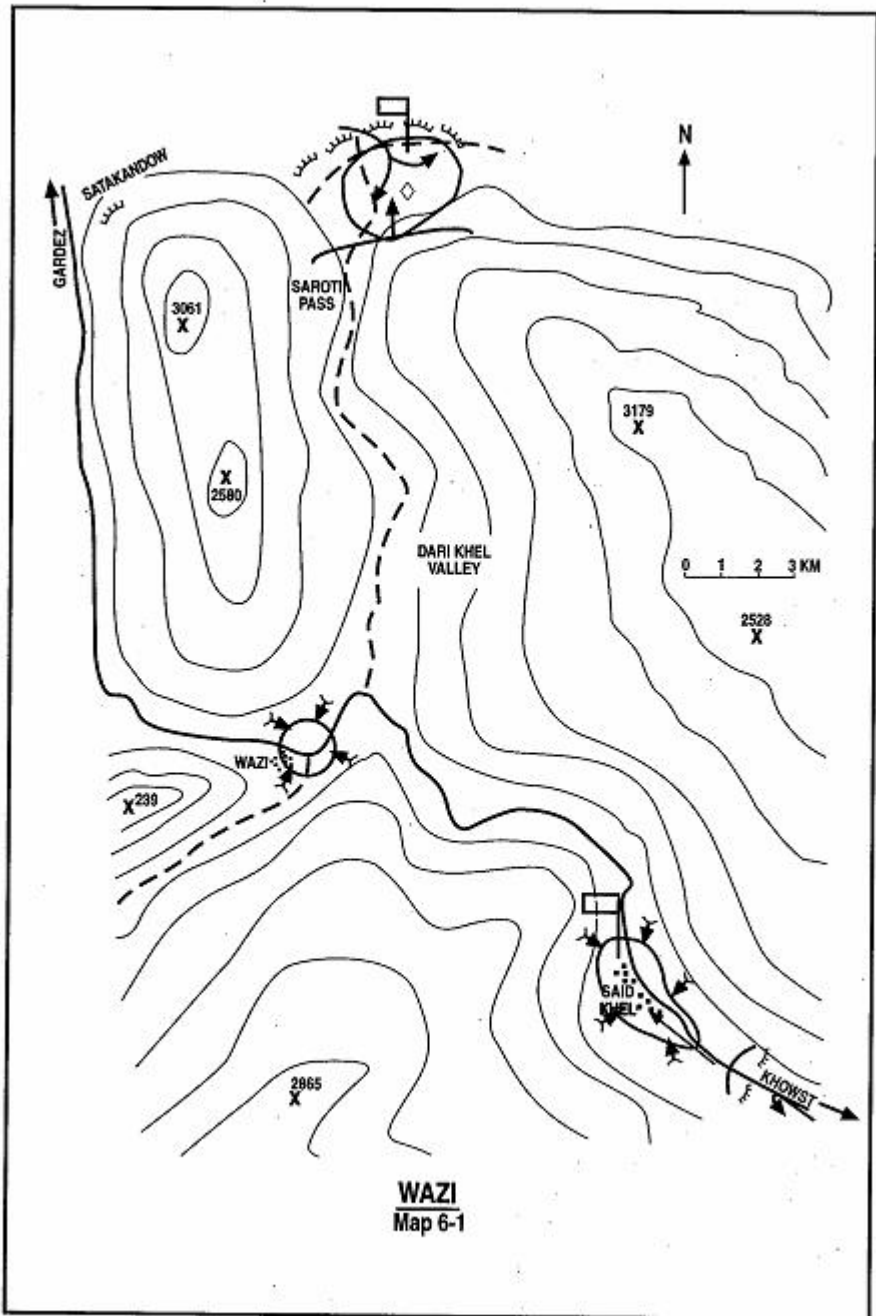 N
SATAKANDOW
GARDEZ
SAROTI
PASS
3061
X
3179
X
X
2580
DARI KHEL
VALLEY
0 1 2 3 KM
2528
X
WAZI
X 239
SAID
KHEL
KHOWST
2865
X
WAZI
Map 6-1